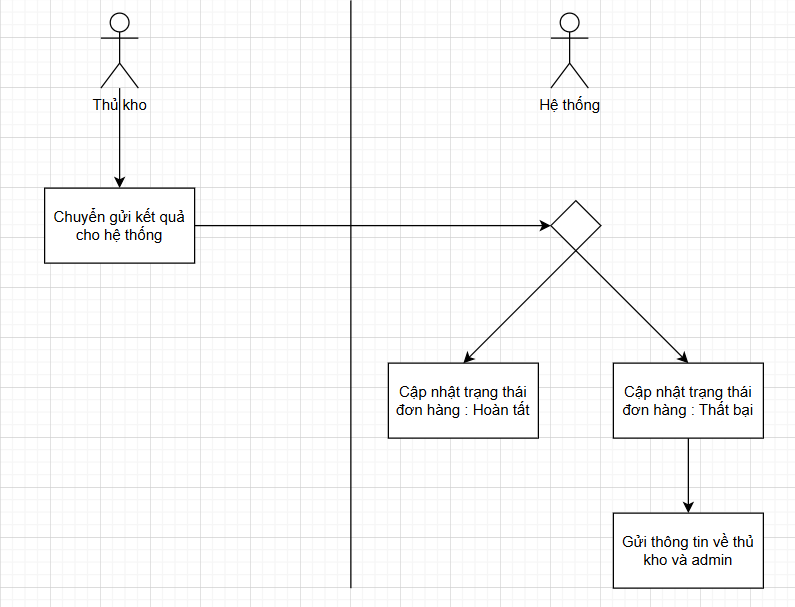 Thủ kho
Hệ thống
Chuyển gửi kết quả
cho hệ thống
Cập nhật trạng thái
đơn hàng : Hoàn tất
Cập nhật trạng thái
đơn hàng : Thất bại
Gửi thông tin về thủ
kho và admin